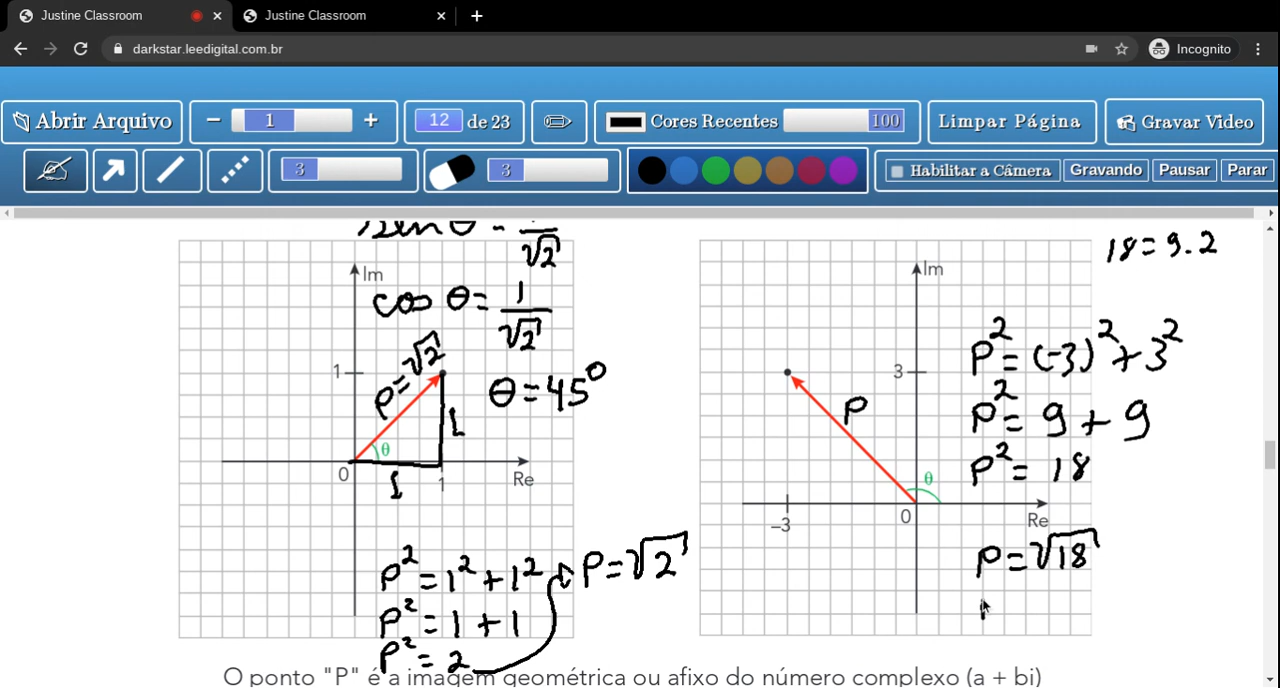 Justine Classroom
Justine Classroom
darkstar.leedigital.com.br
Incognito
Abrir Arquivo
− 1 +
12 de 23
Cores Recentes 100
Limpar Página
Gravar Video
3
3
Habilitar a Câmera
Gravando
Pausar
Parar
sen θ = 1/√2
cos θ = 1/√2
θ = 45°
ρ = √2
Im
1
θ
1
1
0
1
Re
ρ² = 1² + 1²
ρ² = 1 + 1
ρ² = 2
ρ = √2
18 = 9.2
Im
3
ρ
θ
-3
0
Re
ρ² = (-3)² + 3²
ρ² = 9 + 9
ρ² = 18
ρ = √18
O ponto "P" é a imagem geométrica ou afixo do número complexo (a + bi)